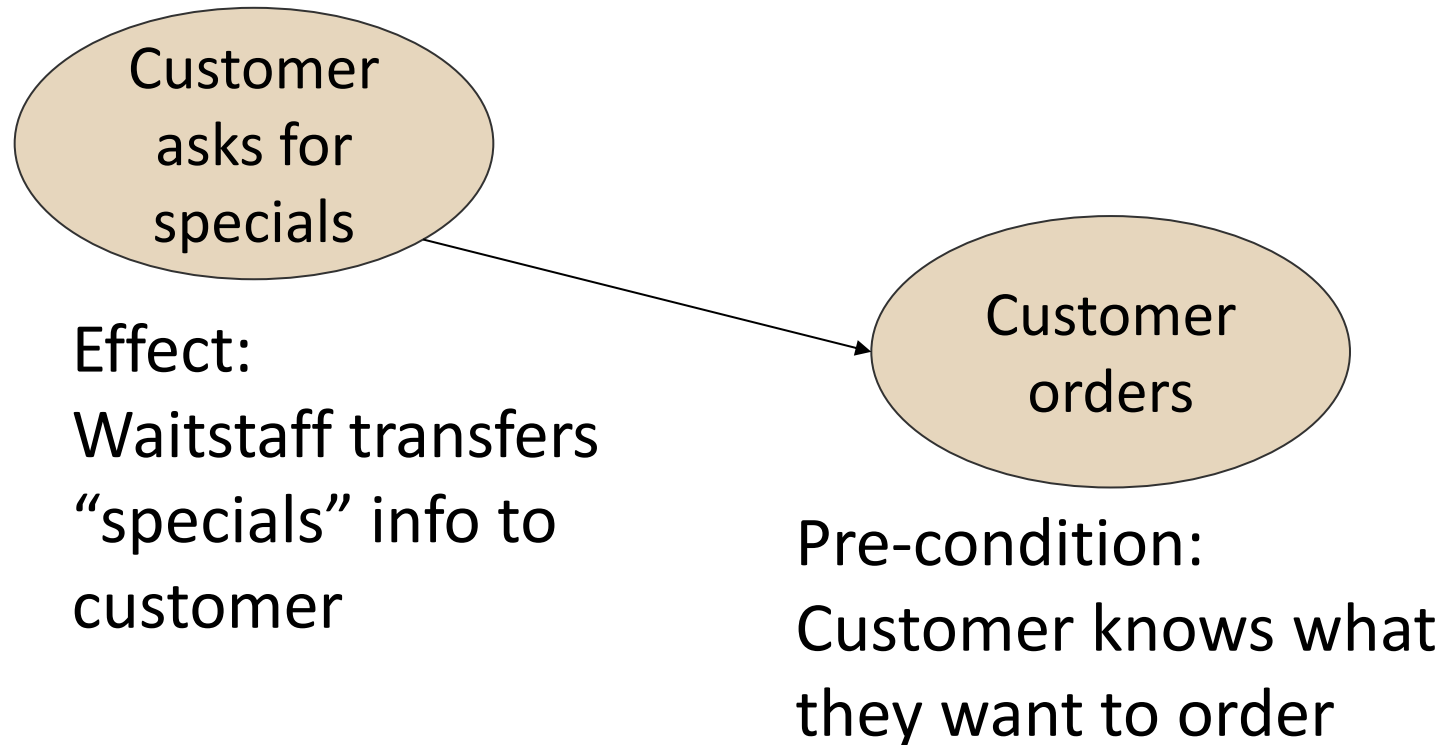 Customer
asks for
specials
Effect:
Waitstaff transfers
“specials” info to
customer
Customer
orders
Pre-condition:
Customer knows what
they want to order